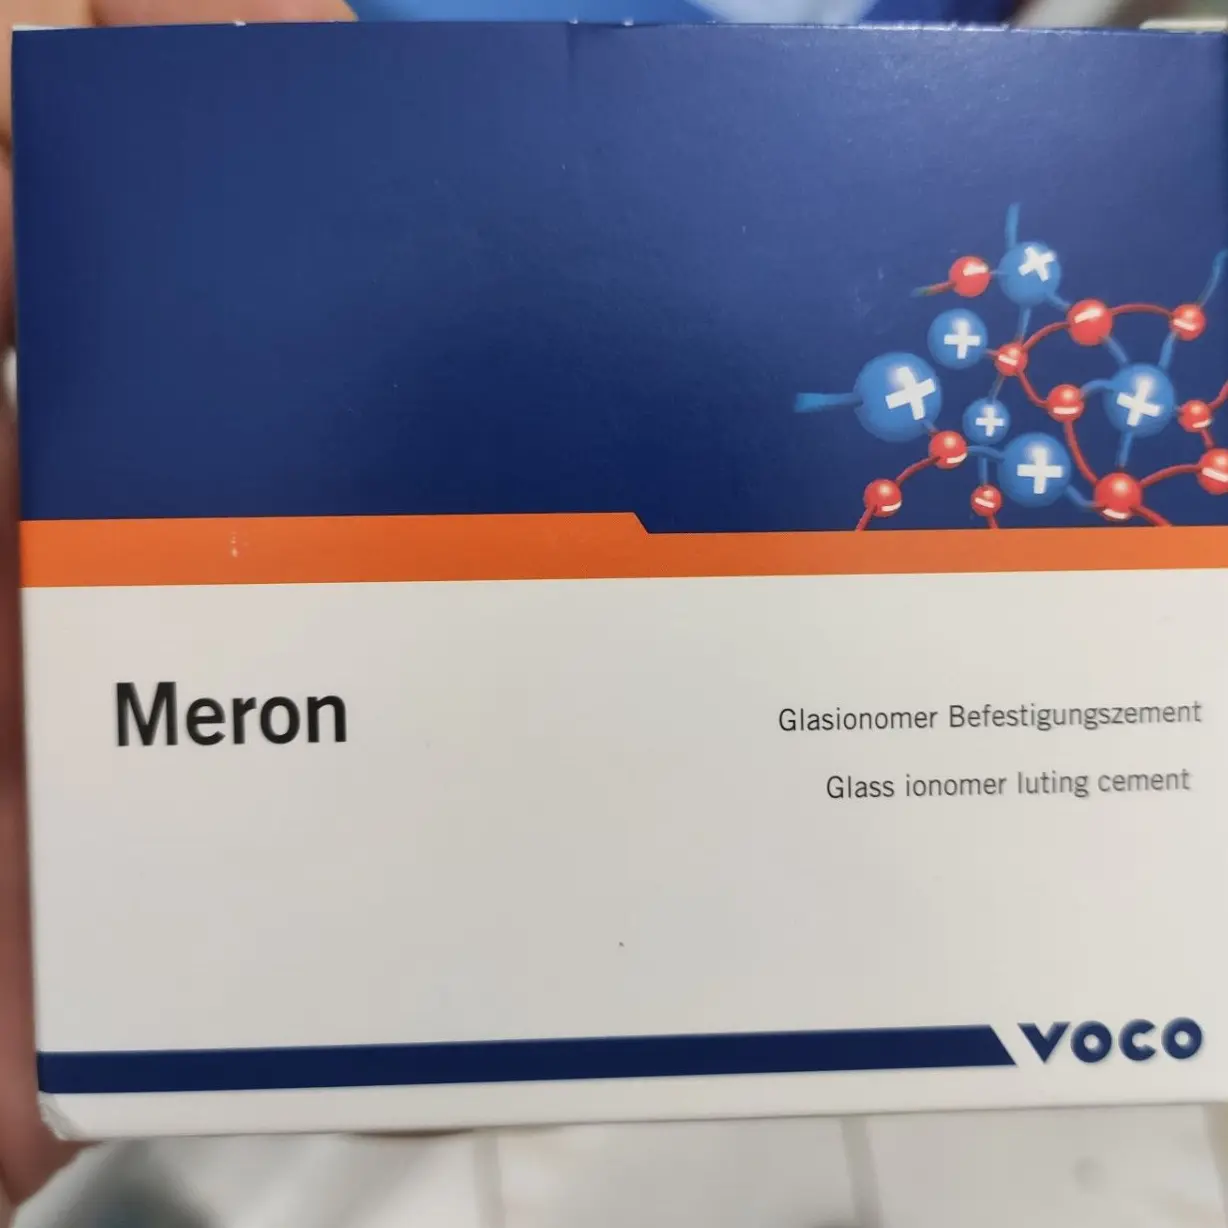 Meron
Glasionomer Befestigungszement
Glass ionomer luting cement
VOCO